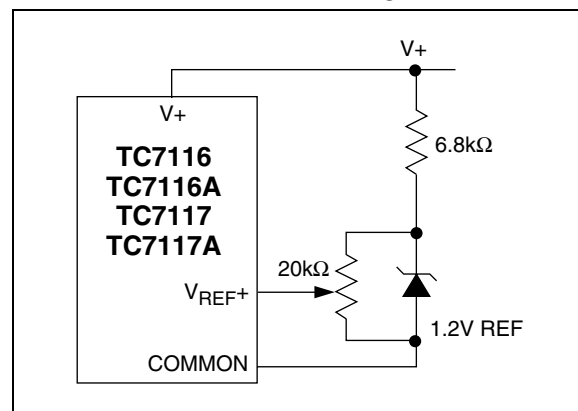 V+
V+
TC7116
TC7116A
TC7117
TC7117A
6.8kΩ
20kΩ
VREF+
1.2V REF
COMMON